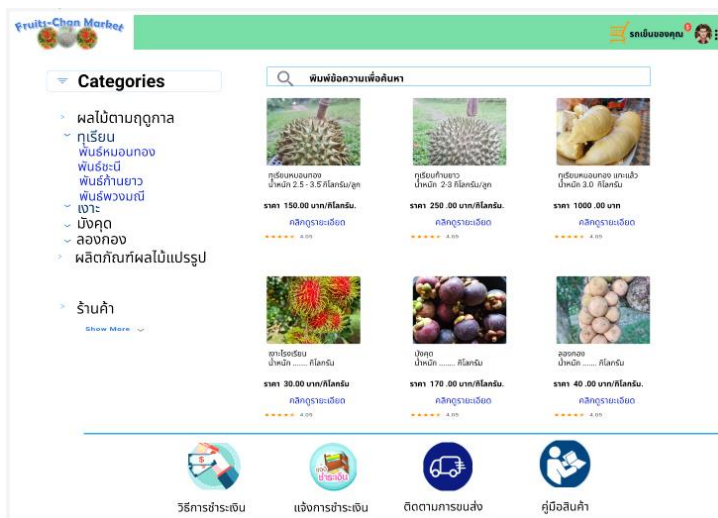 Fruits-Chan Market
รถเข็นของคุณ
Categories
พิมพ์ข้อความเพื่อค้นหา
ผลไม้ตามฤดูกาล
ทุเรียน
พันธ์หมอนทอง
พันธ์ชะนี
พันธ์ก้านยาว
พันธ์พวงมณี
เงาะ
มังคุด
ลองกอง
ผลิตภัณฑ์ผลไม้แปรรูป
ร้านค้า
Show More
ทุเรียนหมอนทอง
น้ำหนัก 2.5 - 3.5 กิโลกรัม/ลูก
ราคา 150.00 บาท/กิโลกรัม.
คลิกดูรายะเอียด
4.05
ทุเรียนก้านยาว
น้ำหนัก 2-3 กิโลกรัม/ลูก
ราคา 250 .00 บาท/กิโลกรัม.
คลิกดูรายะเอียด
4.05
ทุเรียนหมอนทอง แกะแล้ว
น้ำหนัก 3.0 กิโลกรัม
ราคา 1000 .00 บาท
คลิกดูรายะเอียด
4.05
เงาะโรงเรียน
น้ำหนัก ....... กิโลกรัม
ราคา 30.00 บาท/กิโลกรัม
คลิกดูรายะเอียด
4.05
มังคุด
น้ำหนัก ....... กิโลกรัม
ราคา 170 .00 บาท/กิโลกรัม.
คลิกดูรายะเอียด
4.05
ลองกอง
น้ำหนัก ....... กิโลกรัม
ราคา 40 .00 บาท/กิโลกรัม.
คลิกดูรายะเอียด
4.05
วิธีการชำระเงิน
แจ้งการชำระเงิน
ติดตามการขนส่ง
คู่มือสินค้า